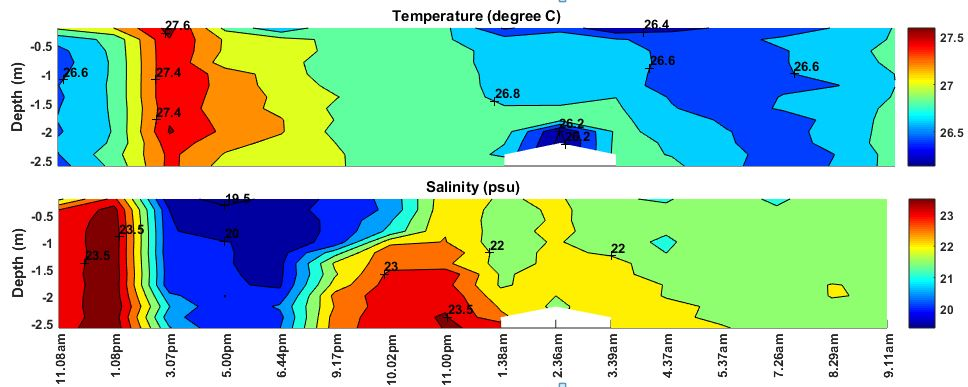 Temperature (degree C)
27.6
26.4
27.5
-0.5
26.6
27.4
26.6
26.6
-1
27
Depth (m)
26.8
-1.5
27.4
26.2
26.5
-2
-2.5
Salinity (psu)
19.5
-0.5
23
23.5
20
-1
22
22
22
Depth (m)
23.5
23
-1.5
21
-2
23.5
20
-2.5
11.08am
1.08pm
3.07pm
5.00pm
6.44pm
9.17pm
10.02pm
11.00pm
1.38am
2.36am
3.39am
4.37am
5.37am
7.26am
8.29am
9.11am